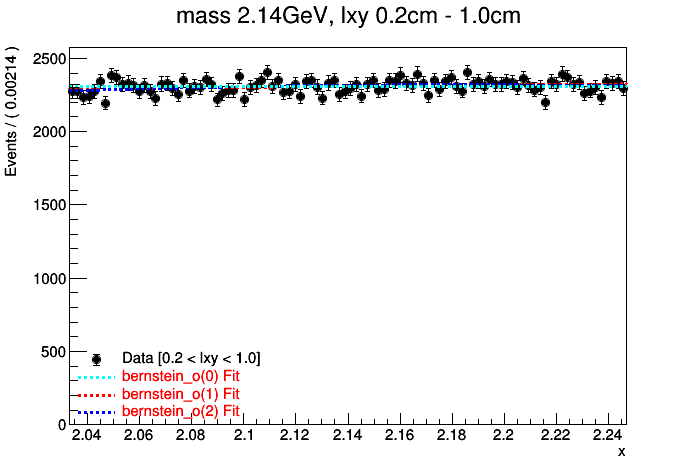 mass 2.14GeV, lxy 0.2cm - 1.0cm
Events / ( 0.00214 )
2500
2000
1500
1000
500
0
Data [0.2 < lxy < 1.0]
bernstein_o(0) Fit
bernstein_o(1) Fit
bernstein_o(2) Fit
2.04 2.06 2.08 2.1 2.12 2.14 2.16 2.18 2.2 2.22 2.24
x